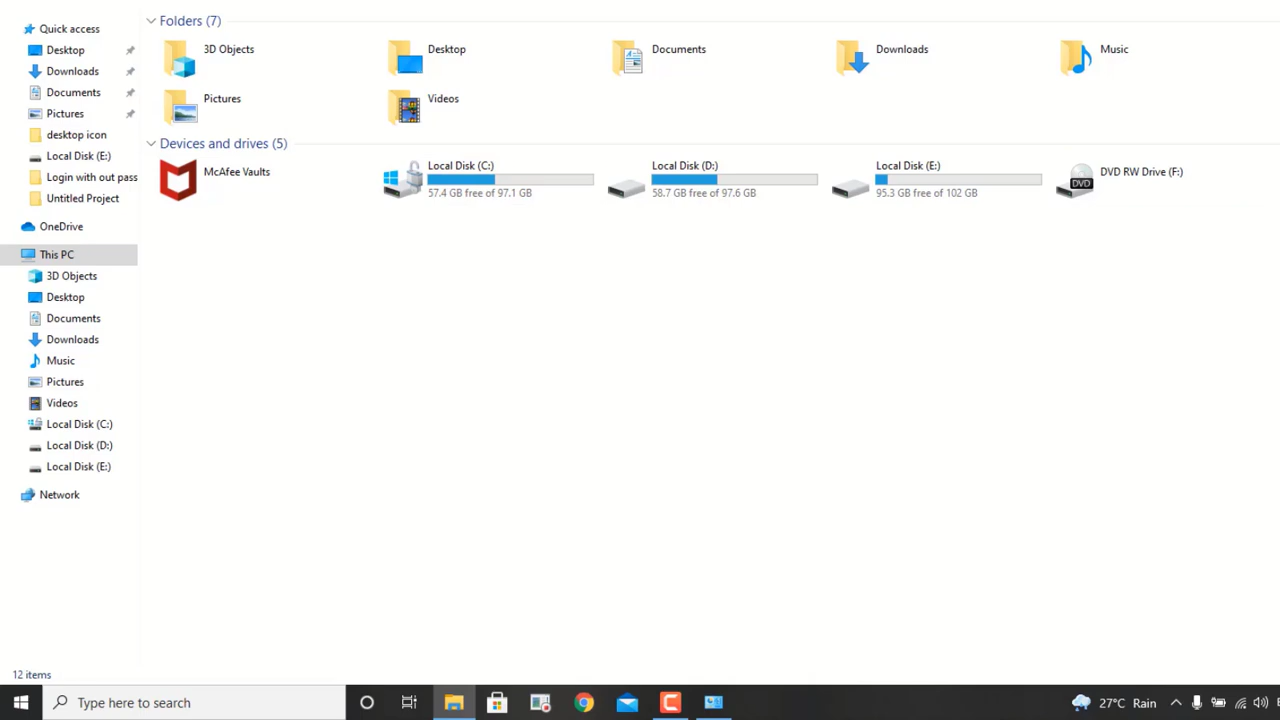 Quick access
Desktop
Downloads
Documents
Pictures
desktop icon
Local Disk (E:)
Login with out pass
Untitled Project
OneDrive
This PC
3D Objects
Desktop
Documents
Downloads
Music
Pictures
Videos
Local Disk (C:)
Local Disk (D:)
Local Disk (E:)
Network
Folders (7)
3D Objects
Desktop
Documents
Downloads
Music
Pictures
Videos
Devices and drives (5)
McAfee Vaults
Local Disk (C:)
57.4 GB free of 97.1 GB
Local Disk (D:)
58.7 GB free of 97.6 GB
Local Disk (E:)
95.3 GB free of 102 GB
DVD
DVD RW Drive (F:)
12 items
Type here to search
27°C Rain